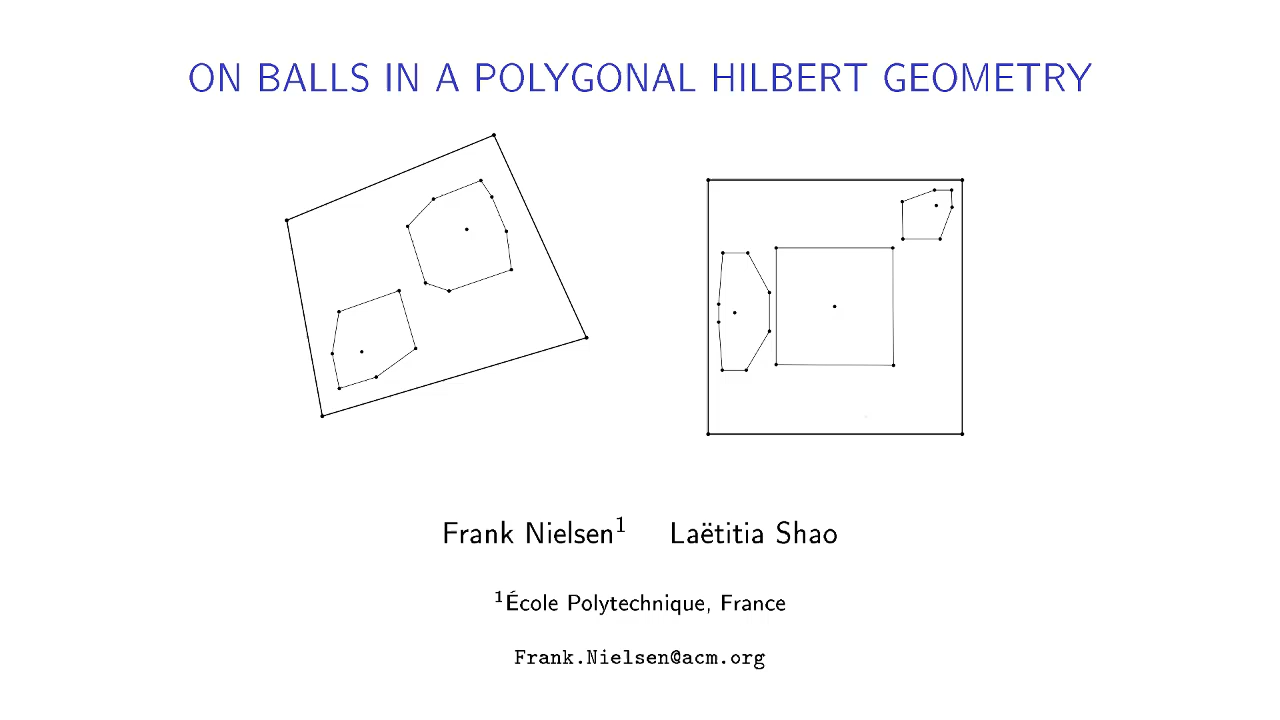 ON BALLS IN A POLYGONAL HILBERT GEOMETRY
Frank Nielsen¹ Laëtitia Shao
¹École Polytechnique, France
Frank.Nielsen@acm.org